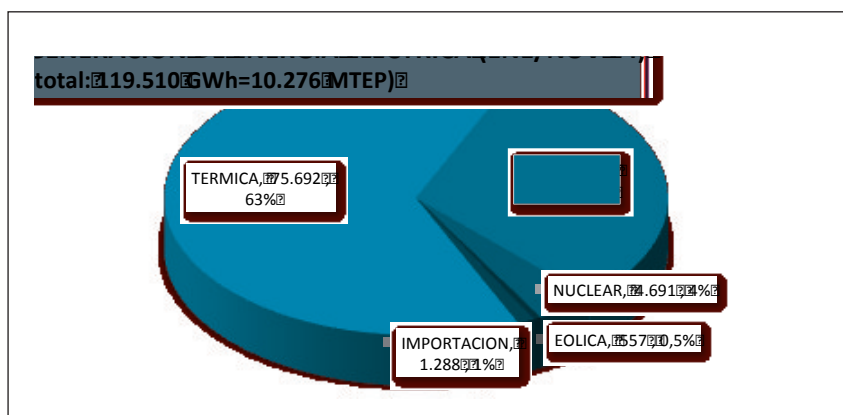 total: 119.510 GWh=10.276 MTEP)
TERMICA, 75.692 ,
63%
NUCLEAR, 4.691 , 4%
IMPORTACION,
1.288 , 1%
EOLICA, 557 , 0,5%